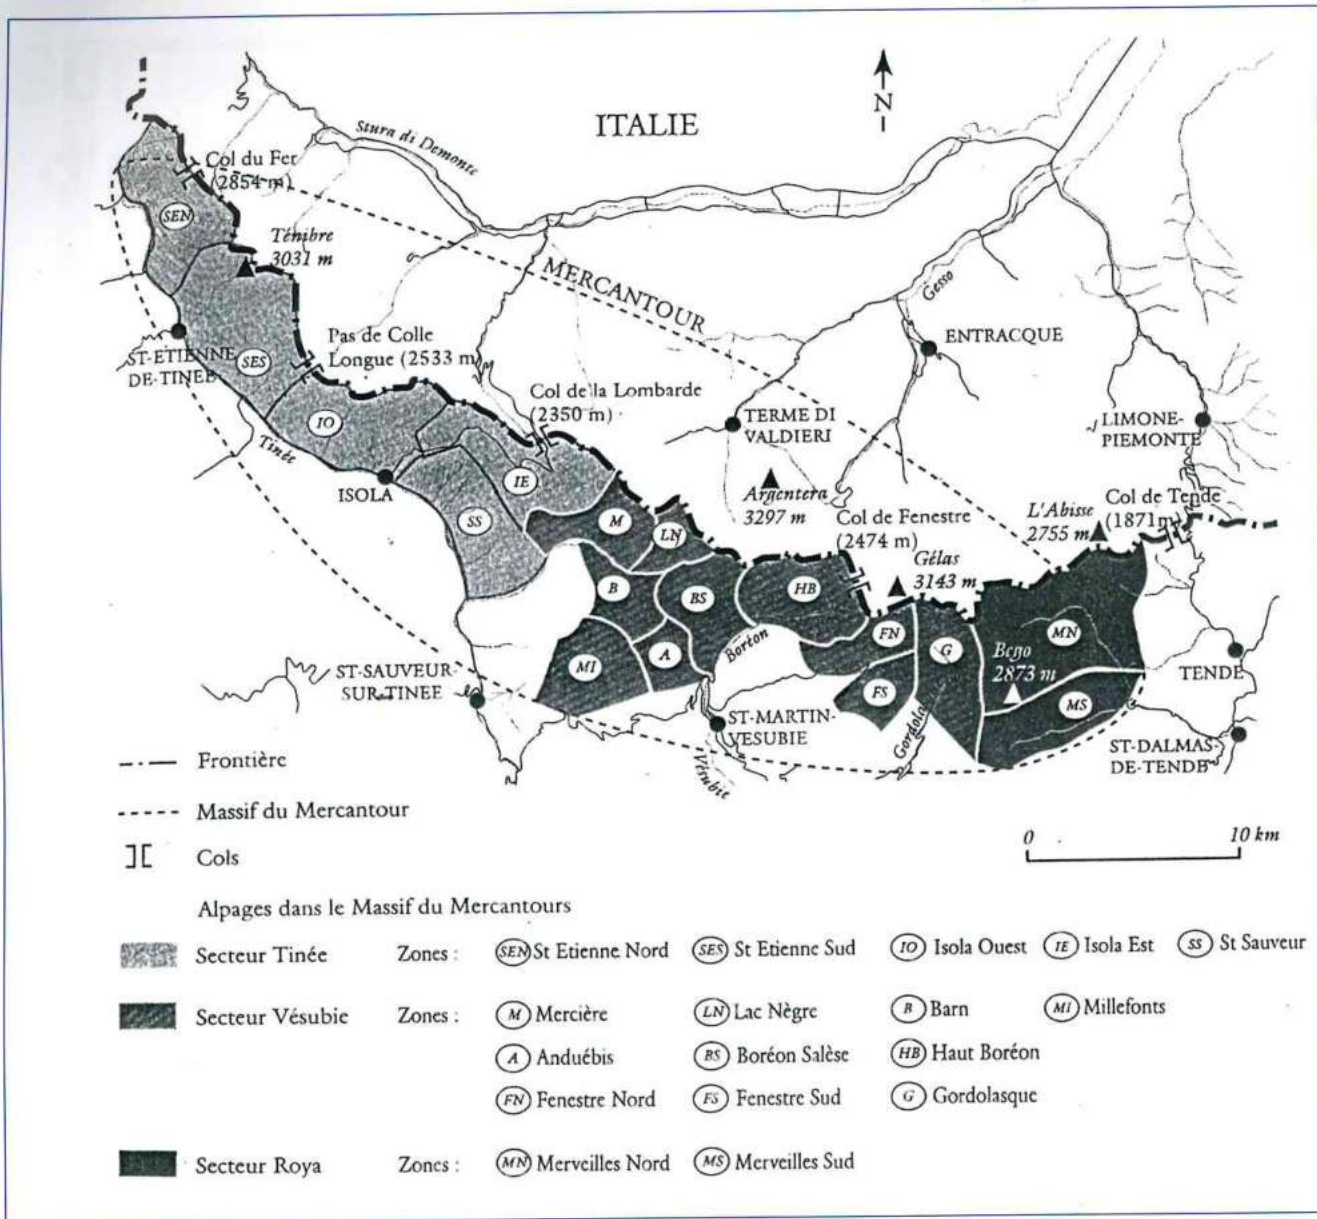 N
ITALIE
Stura di Demonte
Col du Fer
(2854 m)
SEN
Ténibre
3031 m
MERCANTOUR
Gesso
ENTRACQUE
ST-ETIENNE
DE-TINEE
SES
Pas de Colle
Longue (2533 m)
Col de la Lombarde
(2350 m)
TERME DI
VALDIERI
LIMONE-
PIEMONTE
IO
Tinée
ISOLA
IE
SS
Argentera
3297 m
Col de Fenestre
(2474 m)
L'Abisse
2755 m
Col de Tende
(1871m)
M
LN
Gélas
3143 m
B
BS
HB
FN
MN
A
MI
Boréon
G
Bego
2873 m
TENDE
ST-SAUVEUR-
SUR-TINEE
FS
MS
ST-MARTIN-
VESUBIE
Vésubie
ST-DALMAS-
DE-TENDE
Frontière
Massif du Mercantour
Cols
0 10 km
Alpages dans le Massif du Mercantours
Secteur Tinée Zones : SEN St Etienne Nord SES St Etienne Sud IO Isola Ouest IE Isola Est SS St Sauveur
Secteur Vésubie Zones : M Mercière LN Lac Nègre B Barn MI Millefonts
A Anduébis BS Boréon Salèse HB Haut Boréon
FN Fenestre Nord FS Fenestre Sud G Gordolasque
Secteur Roya Zones : MN Merveilles Nord MS Merveilles Sud